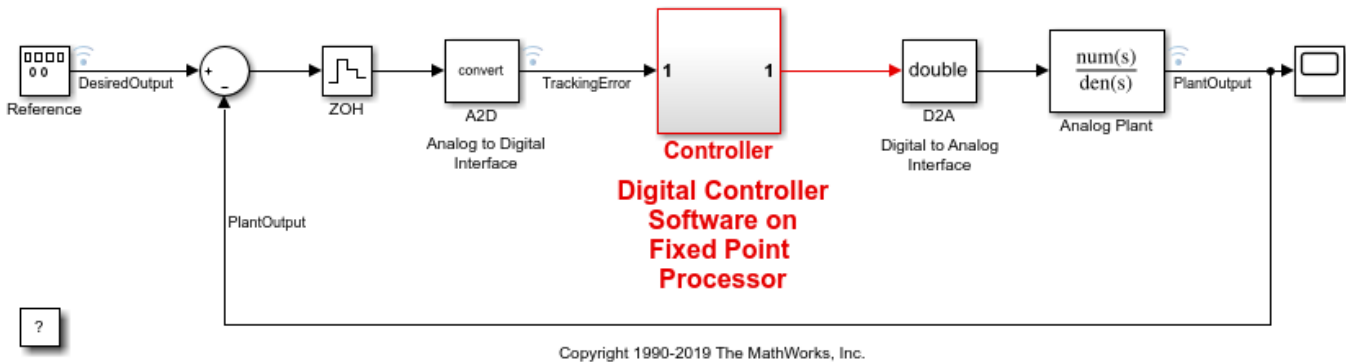 Reference
DesiredOutput
+
−
ZOH
convert
A2D
Analog to Digital
Interface
TrackingError
1
1
Controller
Digital Controller
Software on
Fixed Point
Processor
double
D2A
Digital to Analog
Interface
num(s)
den(s)
Analog Plant
PlantOutput
PlantOutput
?
Copyright 1990-2019 The MathWorks, Inc.